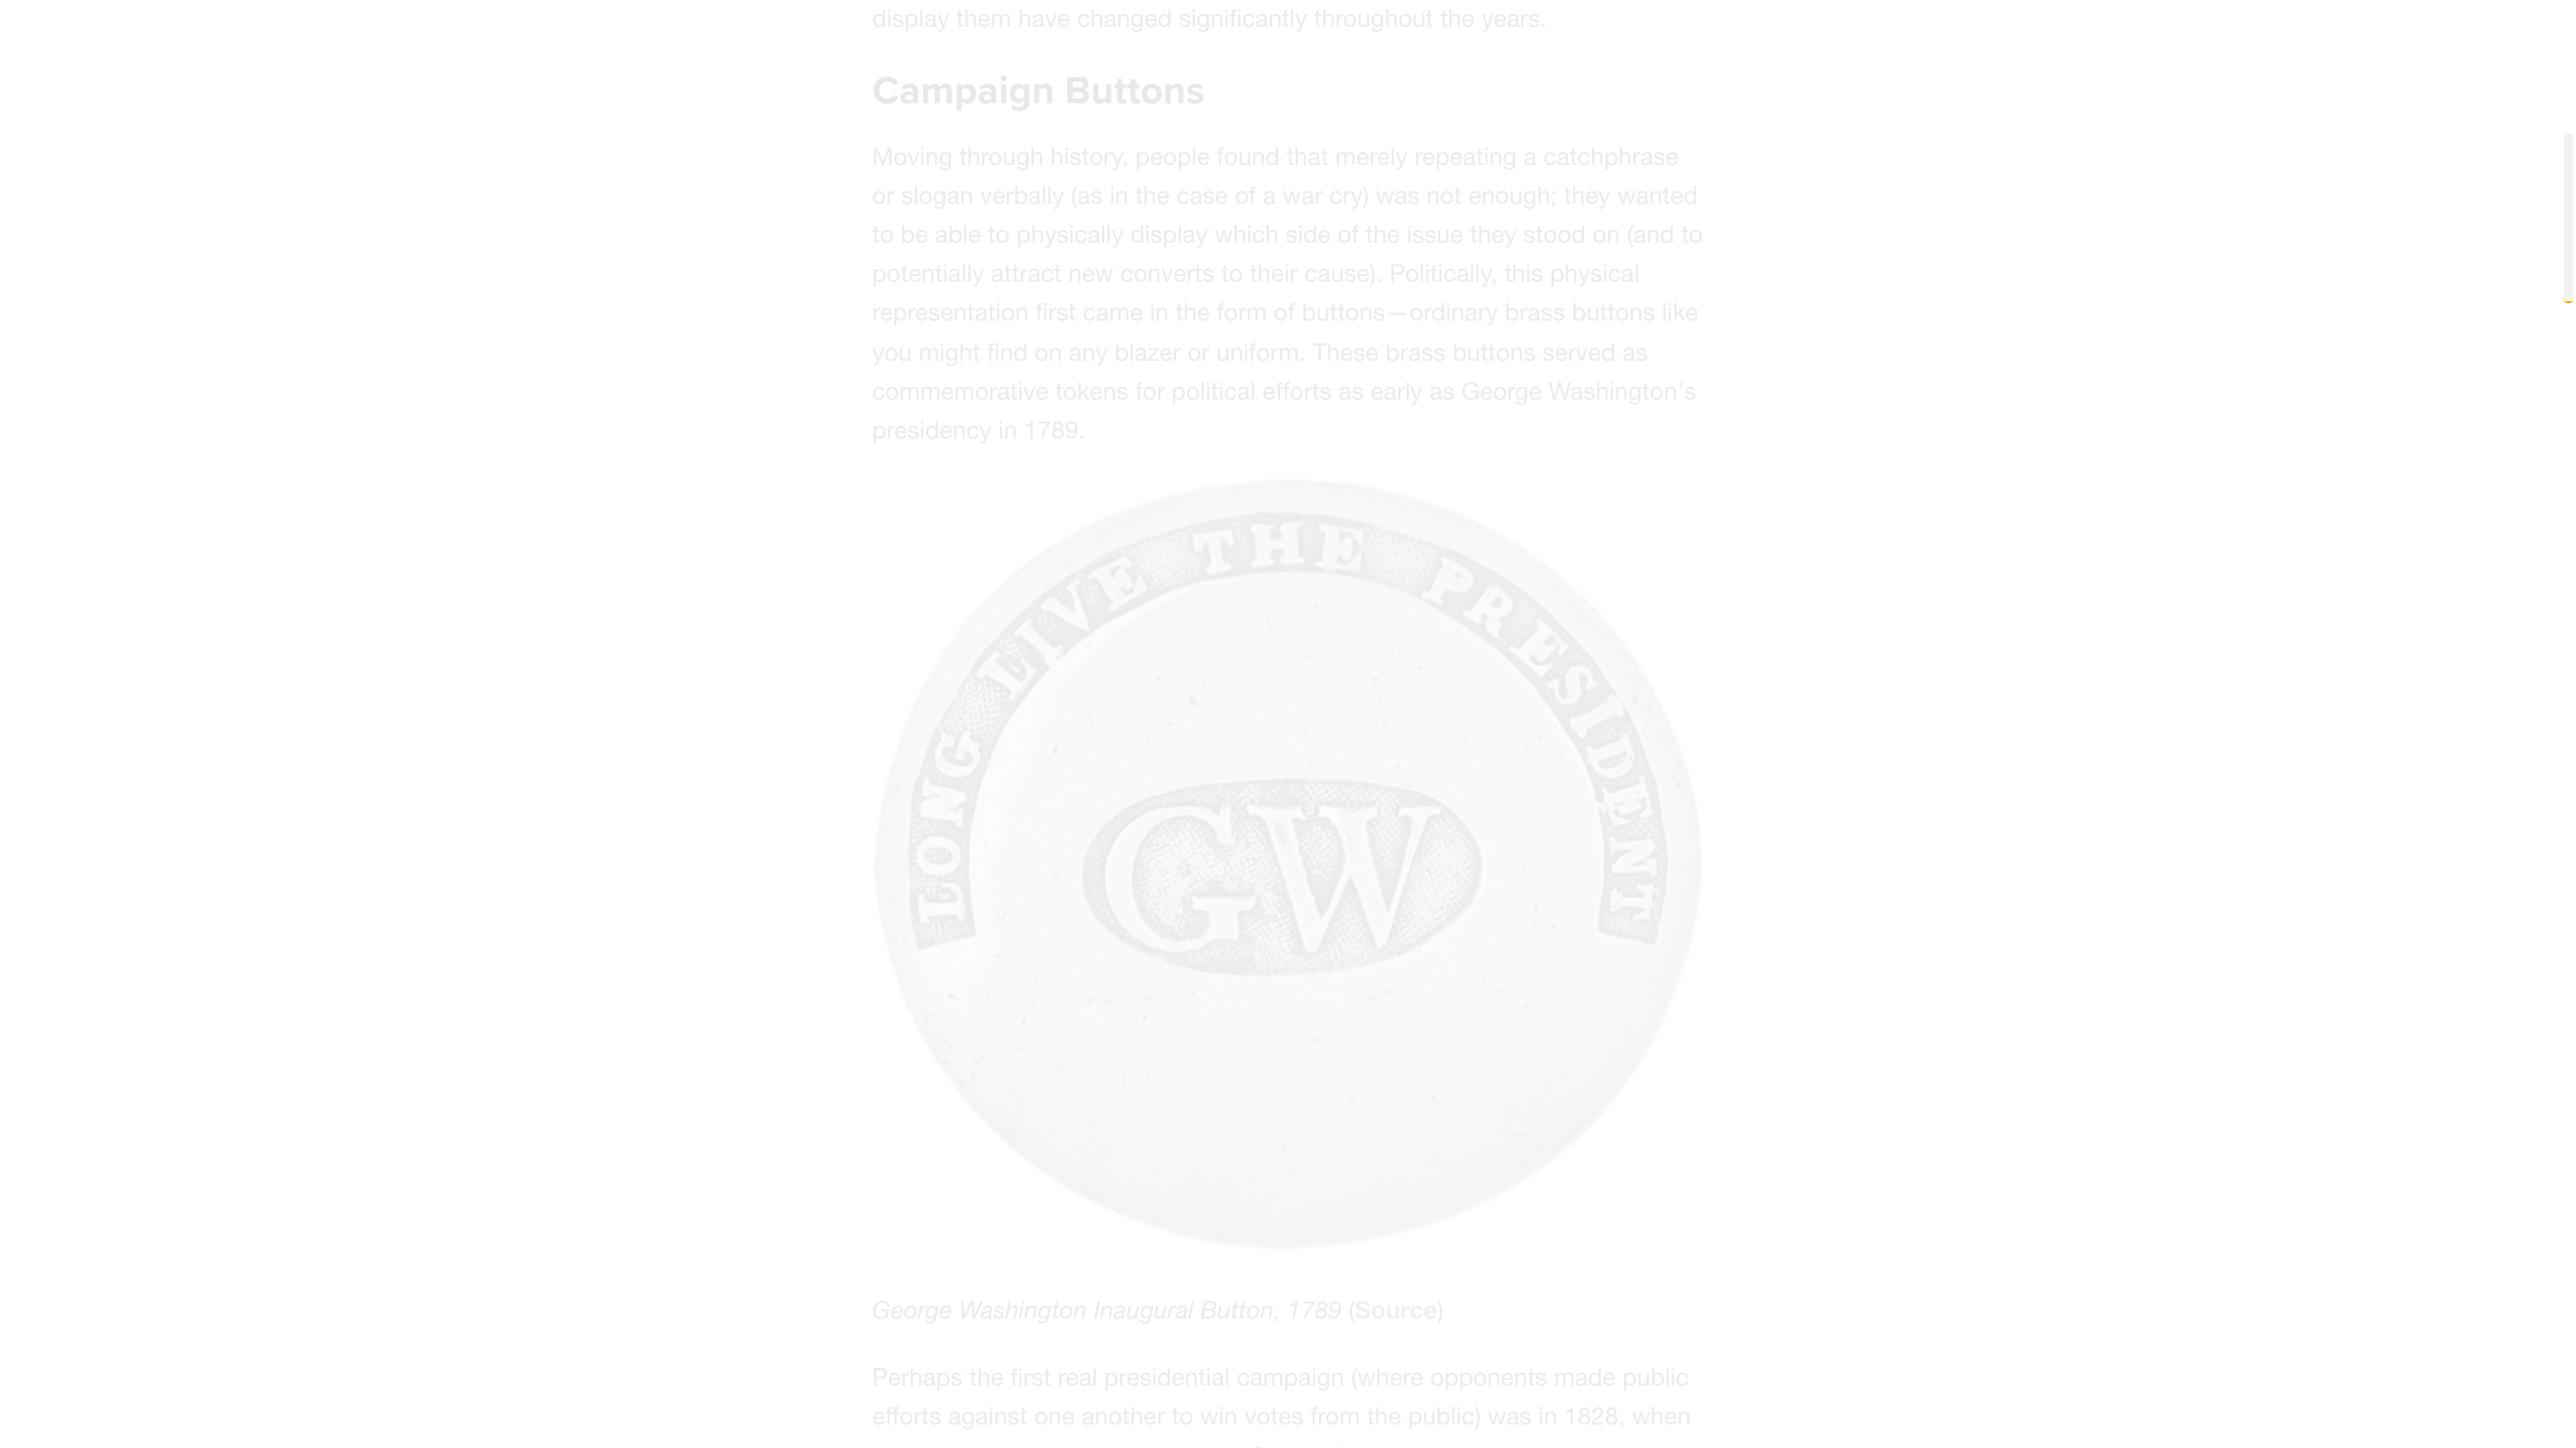 display them have changed significantly throughout the years.
Campaign Buttons
Moving through history, people found that merely repeating a catchphrase
or slogan verbally (as in the case of a war cry) was not enough; they wanted
to be able to physically display which side of the issue they stood on (and to
potentially attract new converts to their cause). Politically, this physical
representation first came in the form of buttons—ordinary brass buttons like
you might find on any blazer or uniform. These brass buttons served as
commemorative tokens for political efforts as early as George Washington's
presidency in 1789.
LONG LIVE THE PRESIDENT
GW
George Washington Inaugural Button, 1789 (Source)
Perhaps the first real presidential campaign (where opponents made public
efforts against one another to win votes from the public) was in 1828, when